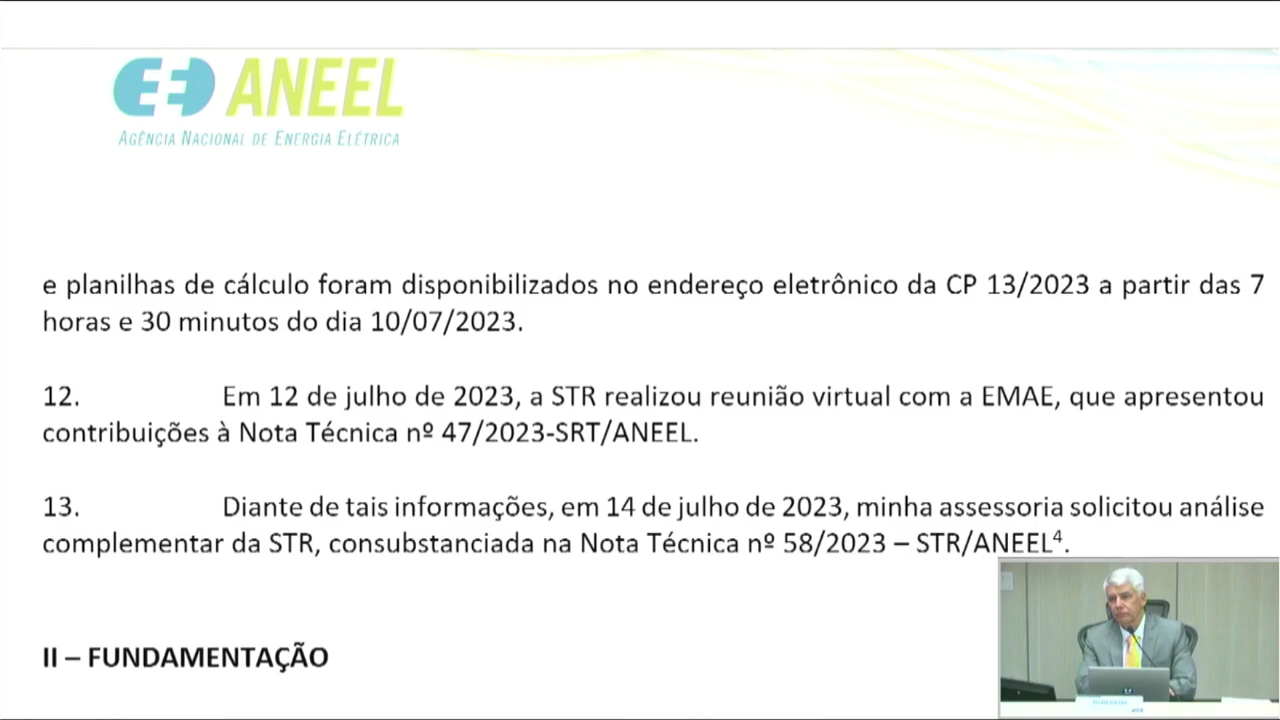 ANEEL
AGÊNCIA NACIONAL DE ENERGIA ELÉTRICA
e planilhas de cálculo foram disponibilizados no endereço eletrônico da CP 13/2023 a partir das 7
horas e 30 minutos do dia 10/07/2023.
12. Em 12 de julho de 2023, a STR realizou reunião virtual com a EMAE, que apresentou
contribuições à Nota Técnica nº 47/2023-SRT/ANEEL.
13. Diante de tais informações, em 14 de julho de 2023, minha assessoria solicitou análise
complementar da STR, consubstanciada na Nota Técnica nº 58/2023 – STR/ANEEL⁴.
II – FUNDAMENTAÇÃO